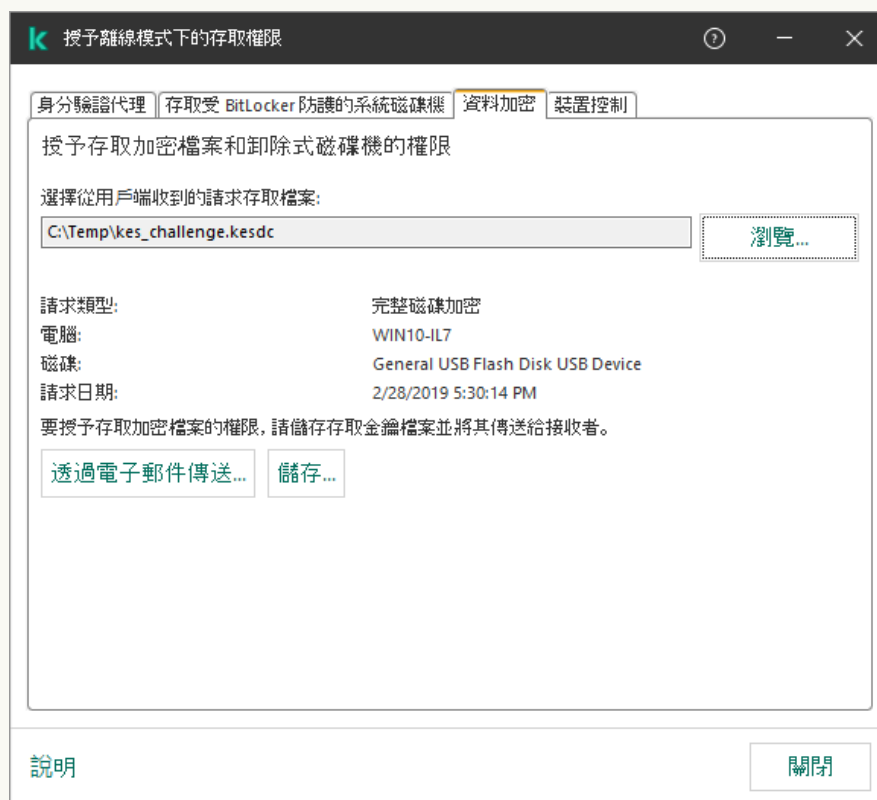 授予離線模式下的存取權限
身分驗證代理 存取受 BitLocker 防護的系統磁碟機 資料加密 裝置控制
授予存取加密檔案和卸除式磁碟機的權限
選擇從用戶端收到的請求存取檔案:
C:\Temp\kes_challenge.kesdc 瀏覽...
請求類型: 完整磁碟加密
電腦: WIN10-IL7
磁碟: General USB Flash Disk USB Device
請求日期: 2/28/2019 5:30:14 PM
要授予存取加密檔案的權限, 請儲存存取金鑰檔案並將其傳送給接收者。
透過電子郵件傳送... 儲存...
說明 關閉